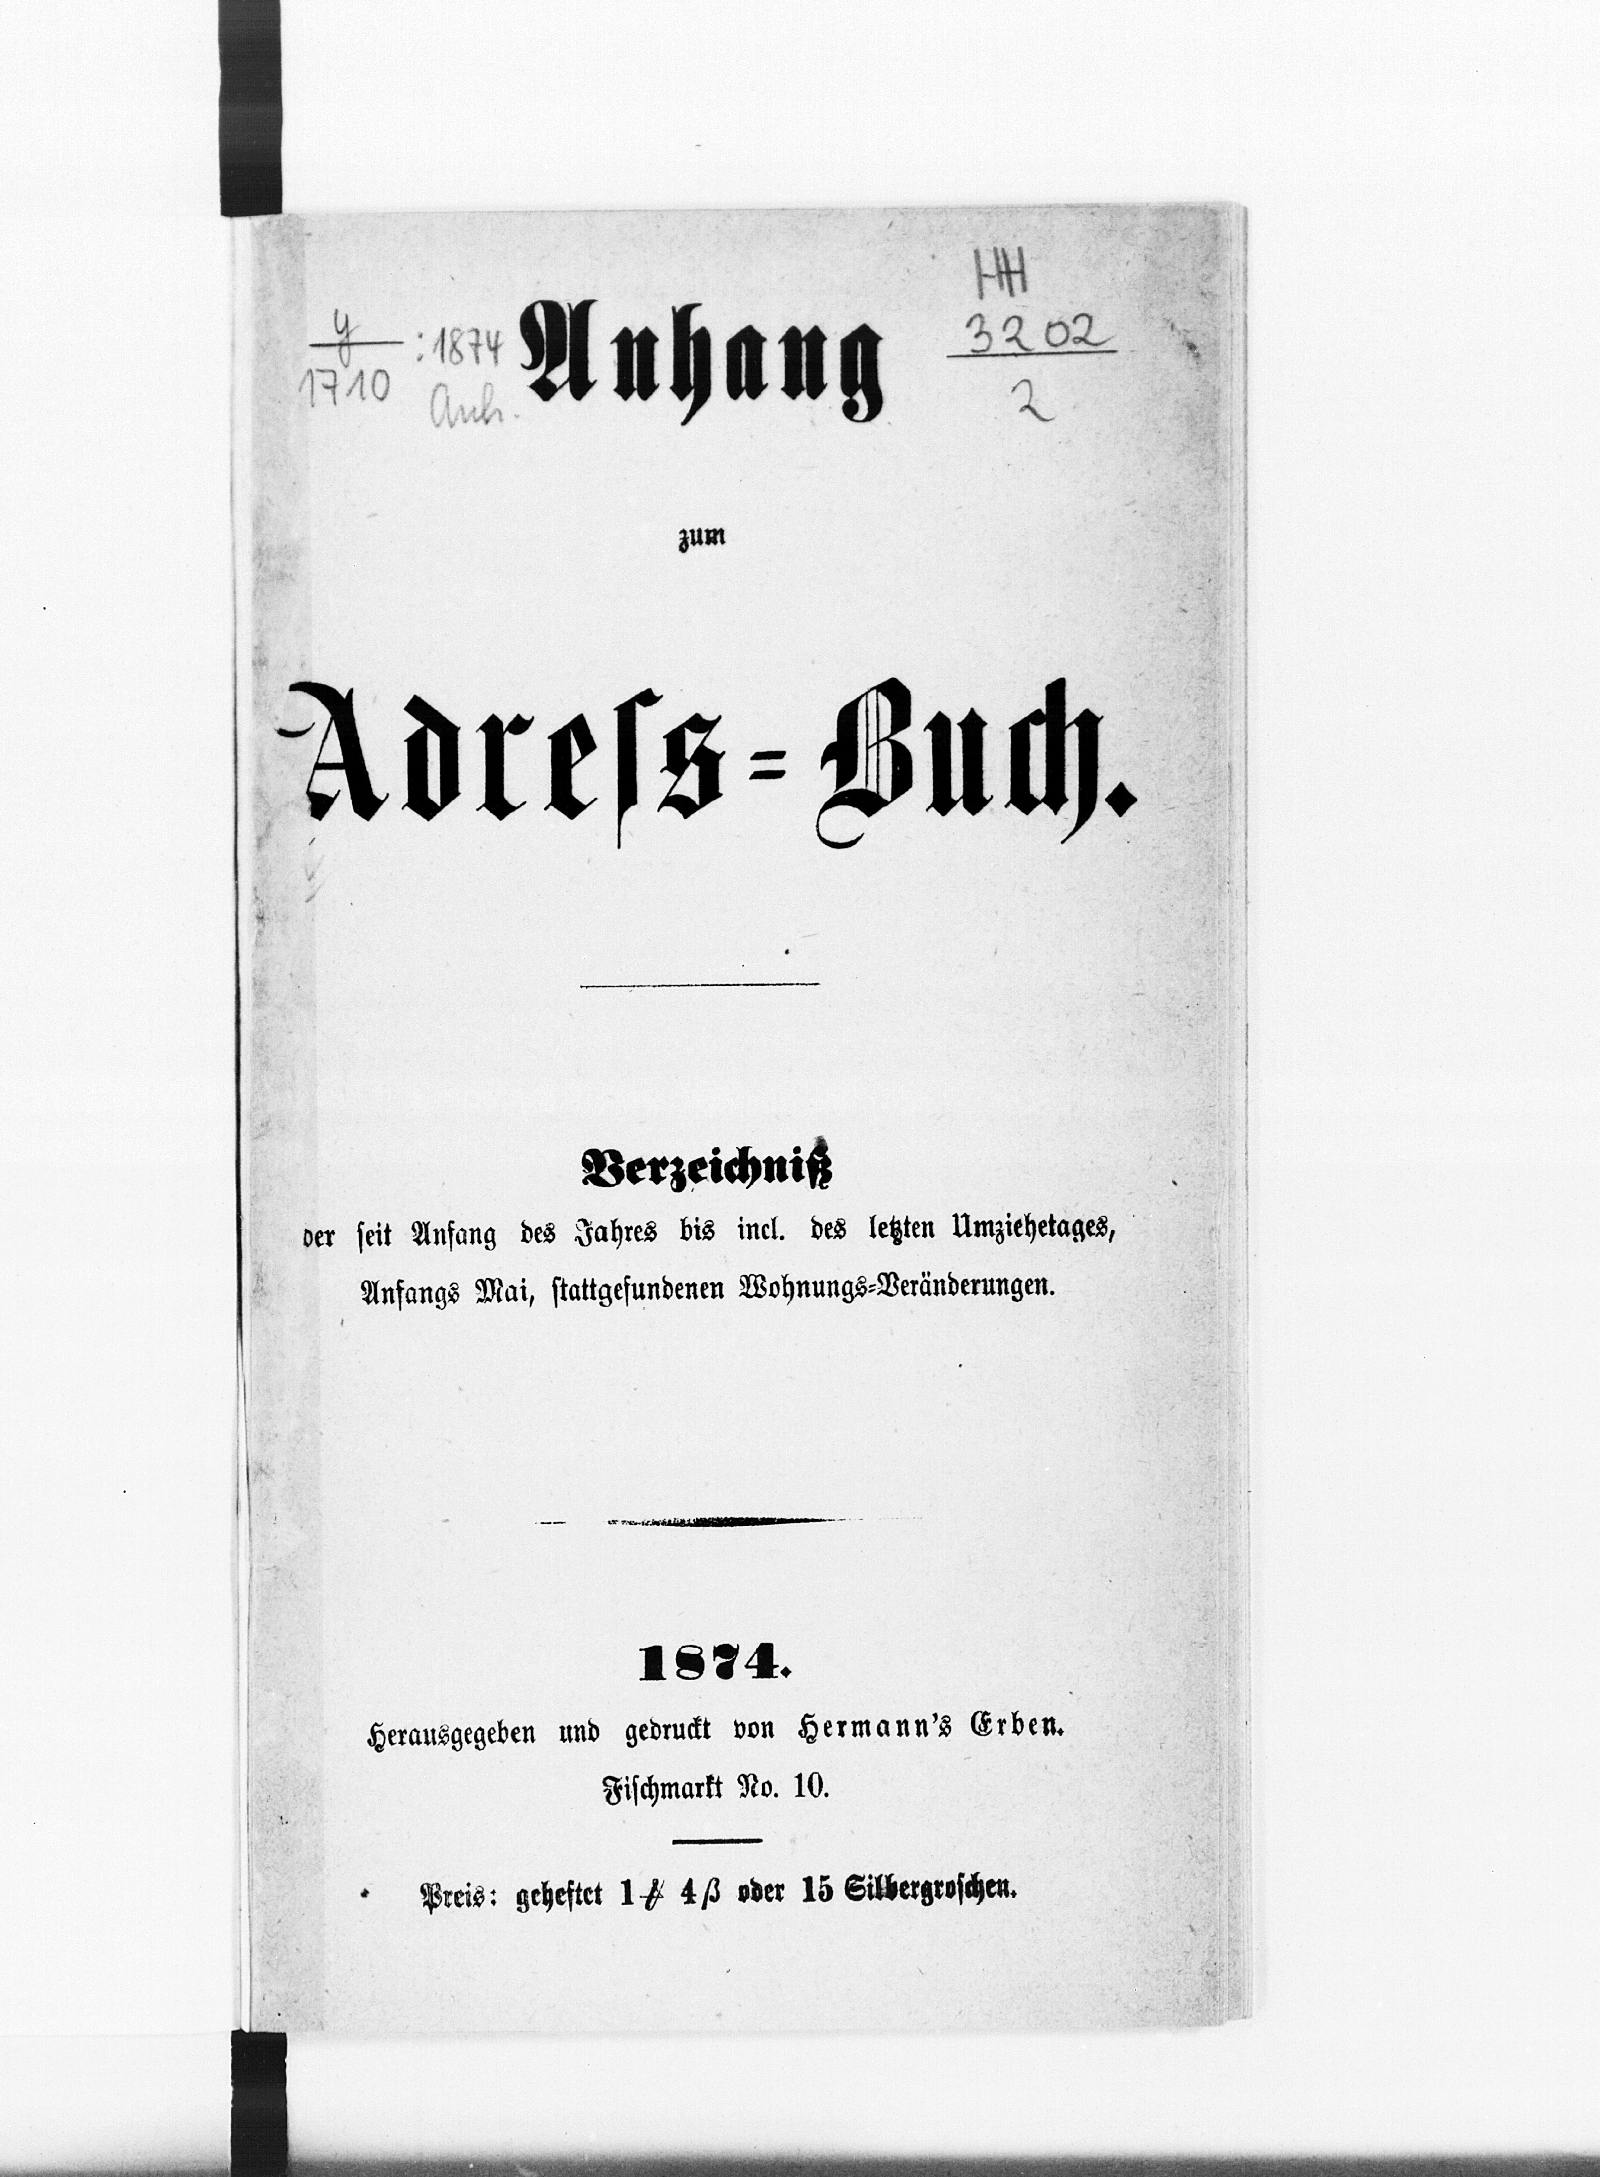 HH
y : 1874 3202
1710 Anh. 2
Anhang
zum
Adreſs-Buch.
Verzeichniß
der ſeit Anfang des Jahres bis incl. des letzten Umziehetages,
Anfangs Mai, ſtattgefundenen Wohnungs-Veränderungen.
1874.
Herausgegeben und gedruckt von Hermann's Erben.
Fiſchmarkt No. 10.
Preis: geheftet 1 ₰ 4 β oder 15 Silbergroſchen.